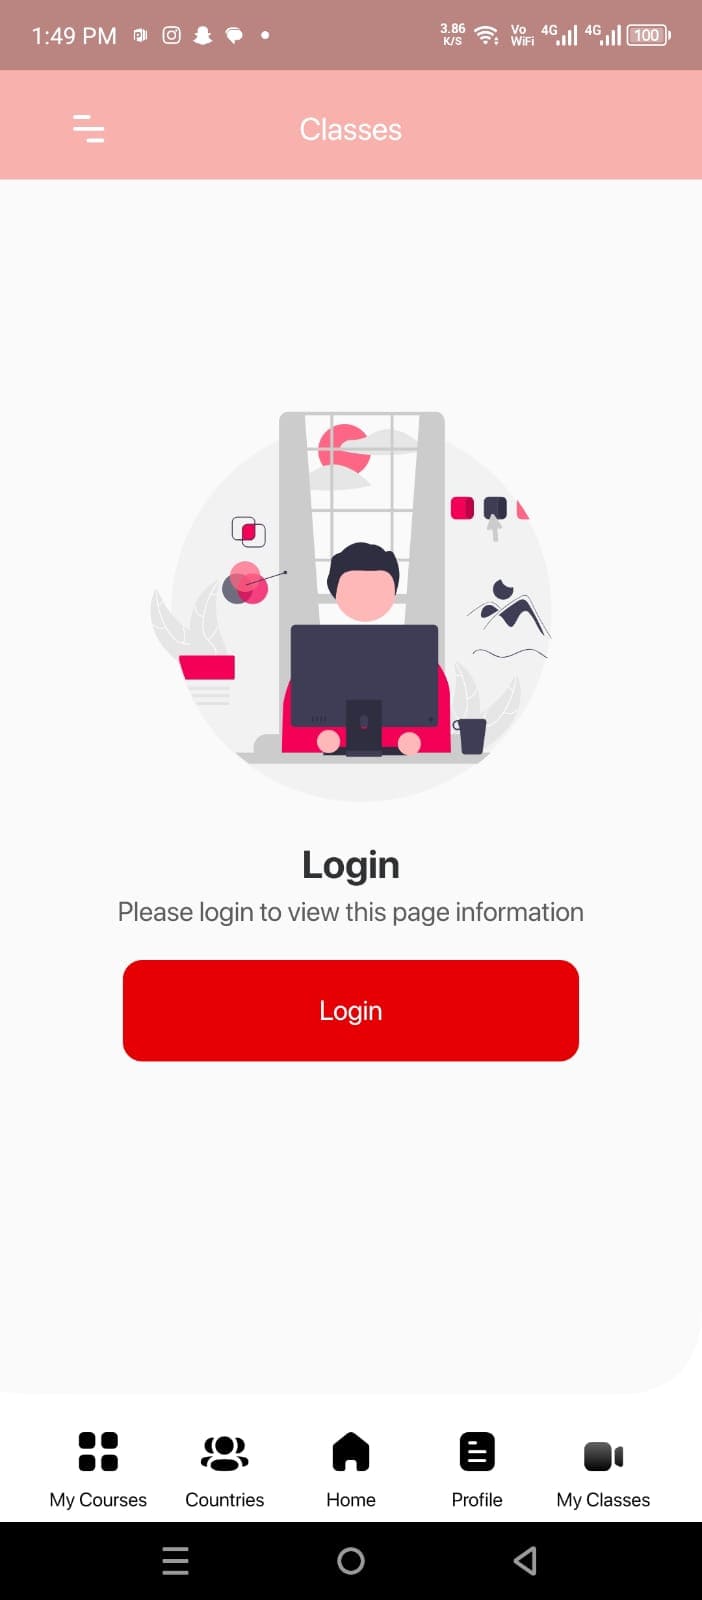 1:49 PM 3.86 K/S Vo WiFi 4G 4G 100
Classes
Login
Please login to view this page information
Login
My Courses Countries Home Profile My Classes